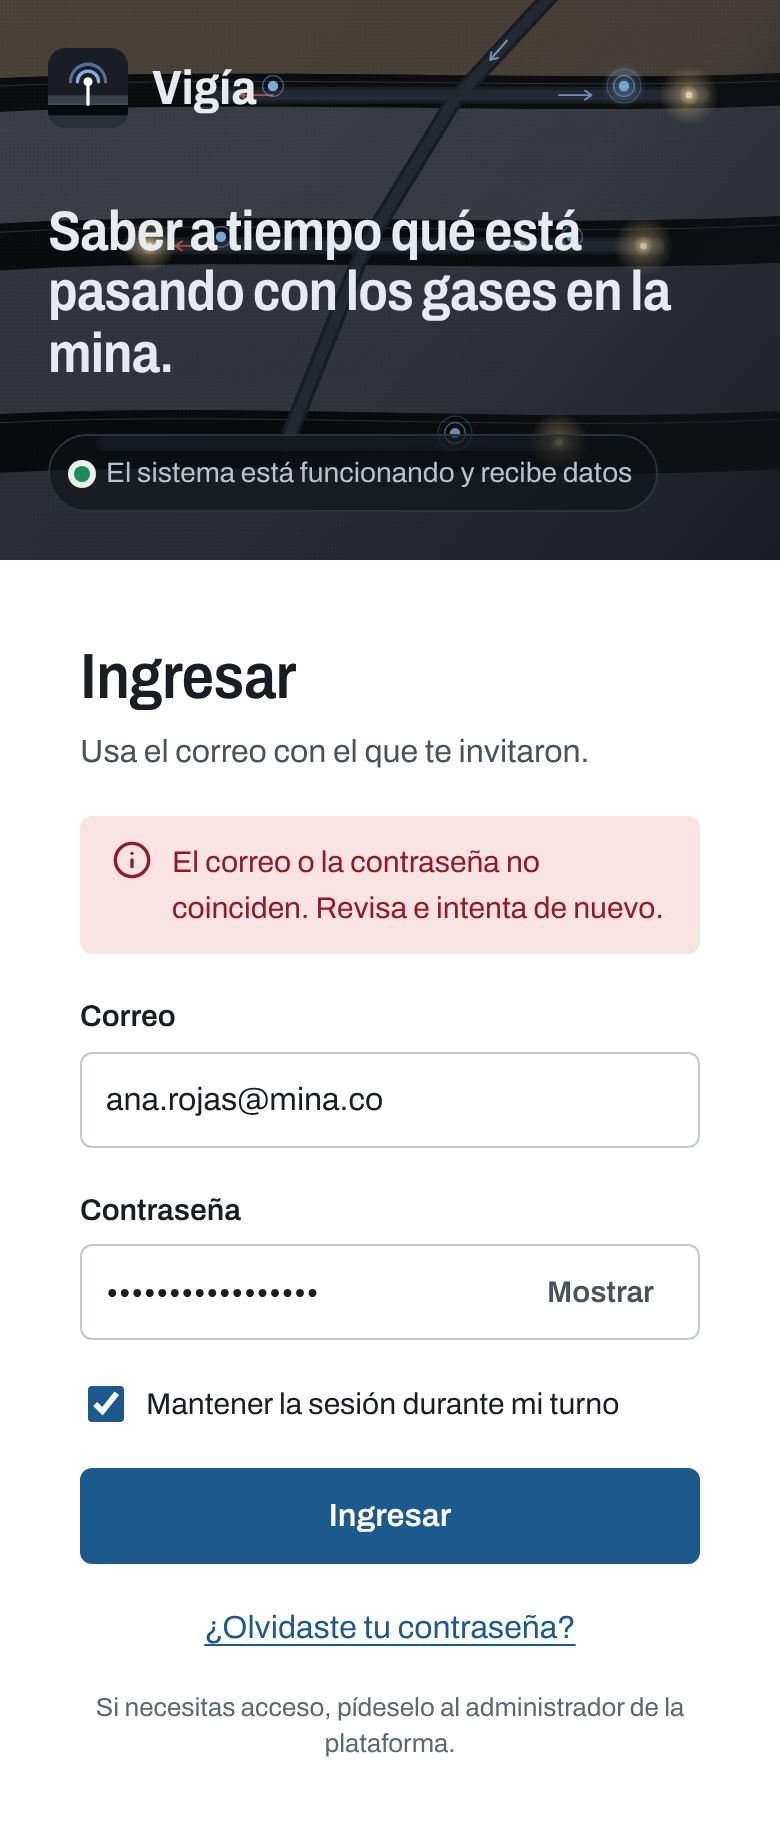 Vigía
Saber a tiempo qué está
pasando con los gases en la
mina.
El sistema está funcionando y recibe datos
Ingresar
Usa el correo con el que te invitaron.
El correo o la contraseña no
coinciden. Revisa e intenta de nuevo.
Correo
ana.rojas@mina.co
Contraseña
•••••••••••••••••
Mostrar
Mantener la sesión durante mi turno
Ingresar
¿Olvidaste tu contraseña?
Si necesitas acceso, pídeselo al administrador de la
plataforma.